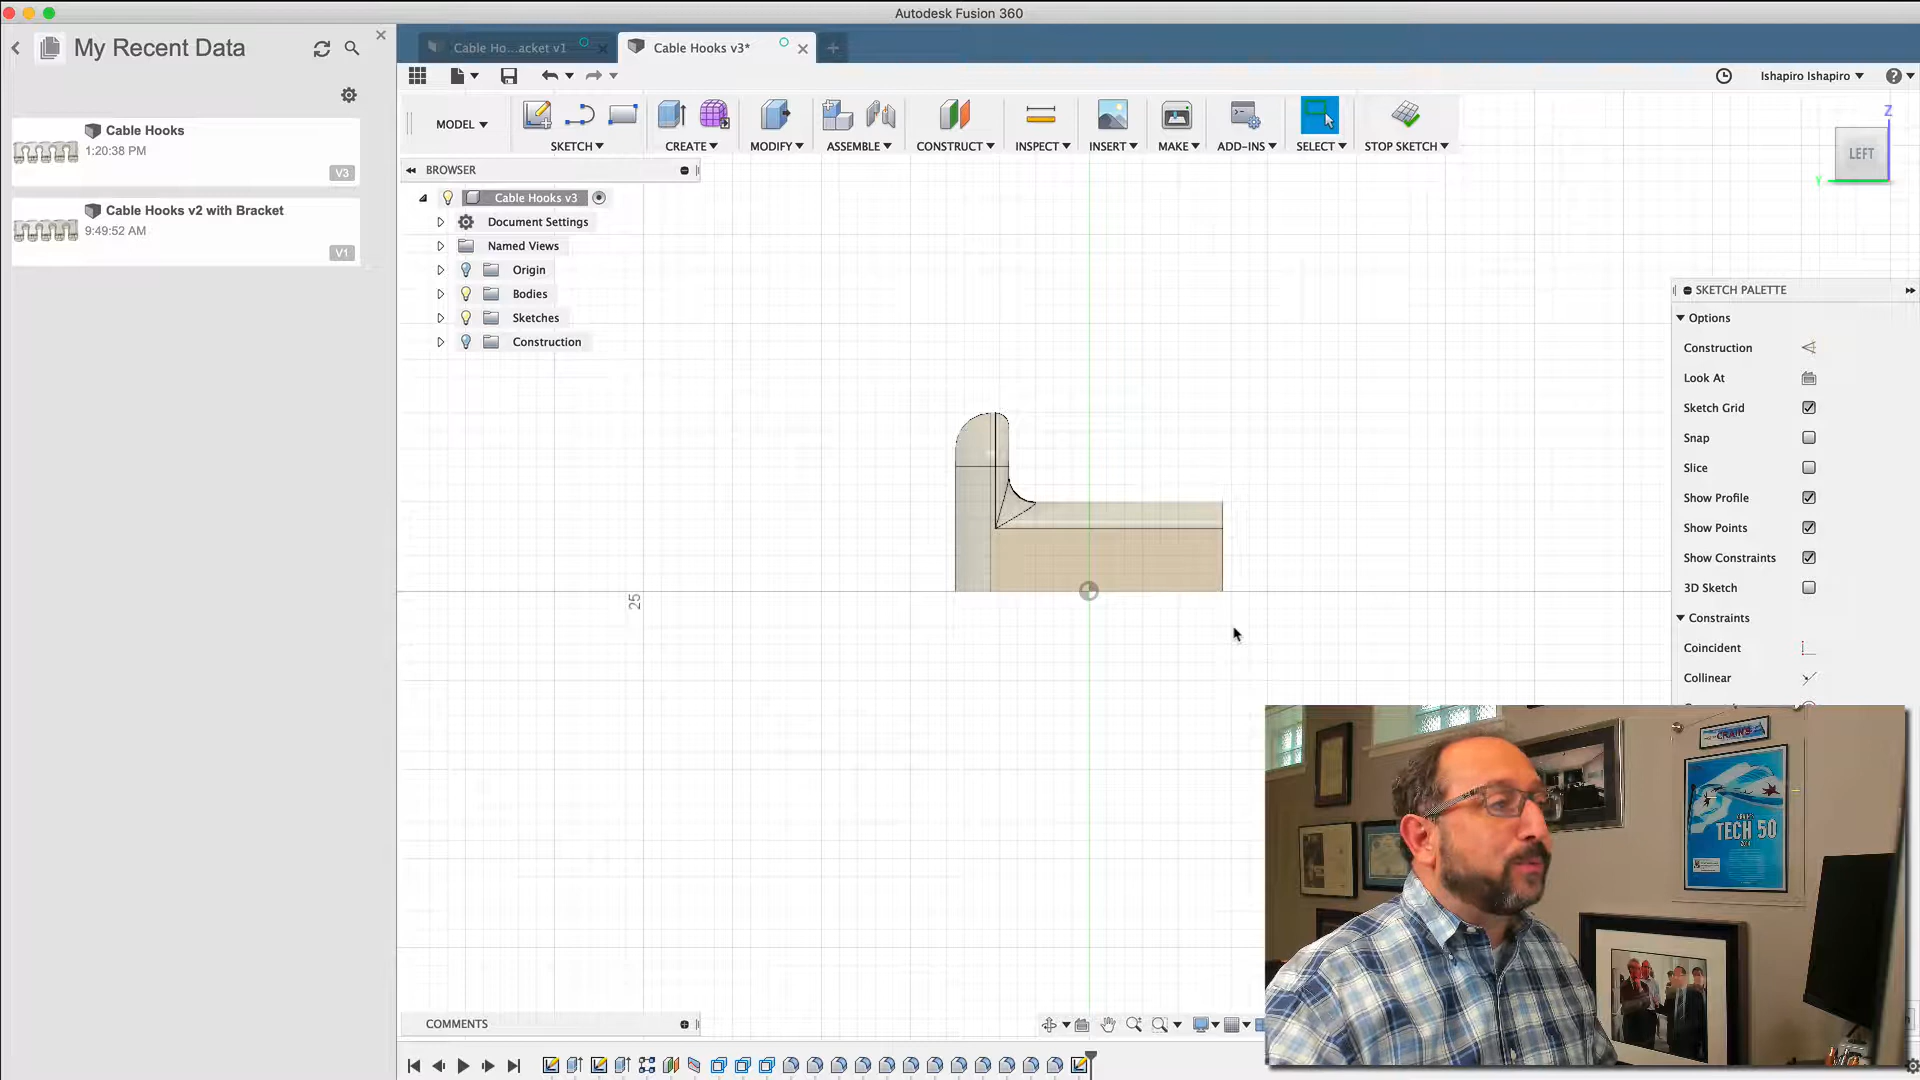 Autodesk Fusion 360
My Recent Data
Cable Hooks
1:20:38 PM
V3
Cable Hooks v2 with Bracket
9:49:52 AM
V1
Cable Ho...acket v1
Cable Hooks v3*
Ishapiro Ishapiro
MODEL
SKETCH
CREATE
MODIFY
ASSEMBLE
CONSTRUCT
INSPECT
INSERT
MAKE
ADD-INS
SELECT
STOP SKETCH
BROWSER
Cable Hooks v3
Document Settings
Named Views
Origin
Bodies
Sketches
Construction
Z
LEFT
Y
25
SKETCH PALETTE
Options
Construction
Look At
Sketch Grid
Snap
Slice
Show Profile
Show Points
Show Constraints
3D Sketch
Constraints
Coincident
Collinear
CRAIN'S
TECH 50
COMMENTS